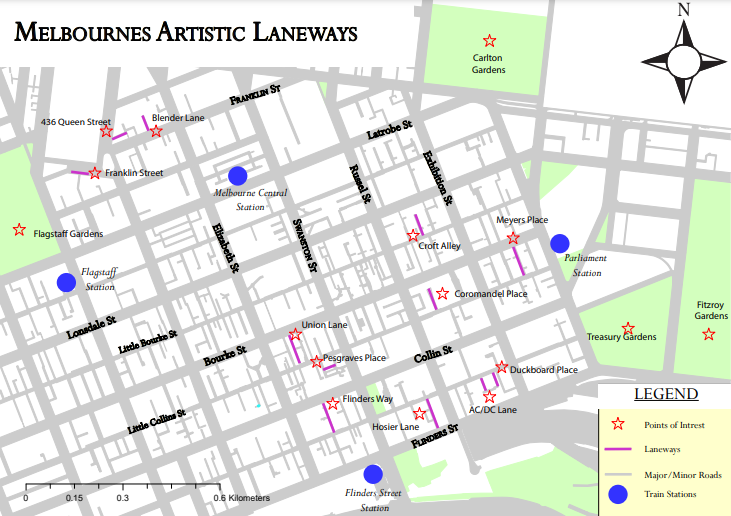 MELBOURNES ARTISTIC LANEWAYS
N
Carlton
Gardens
FRANKLIN ST
436 Queen Street
Blender Lane
Latrobe St
Franklin Street
Russel St
Exhibition St
Melbourne Central
Station
Flagstaff Gardens
Elizabeth St
SWANSTON ST
Croft Alley
Meyers Place
Parliament
Station
Flagstaff
Station
Coromandel Place
Fitzroy
Gardens
Lonsdale St
Little Bourke St
Bourke St
Union Lane
Pesgraves Place
Collin St
Treasury Gardens
Duckboard Place
Little Collins St
Flinders Way
Hosier Lane
AC/DC Lane
FLINDERS ST
Flinders Street
Station
0 0.15 0.3 0.6 Kilometers
LEGEND
Points of Intrest
Laneways
Major/Minor Roads
Train Stations